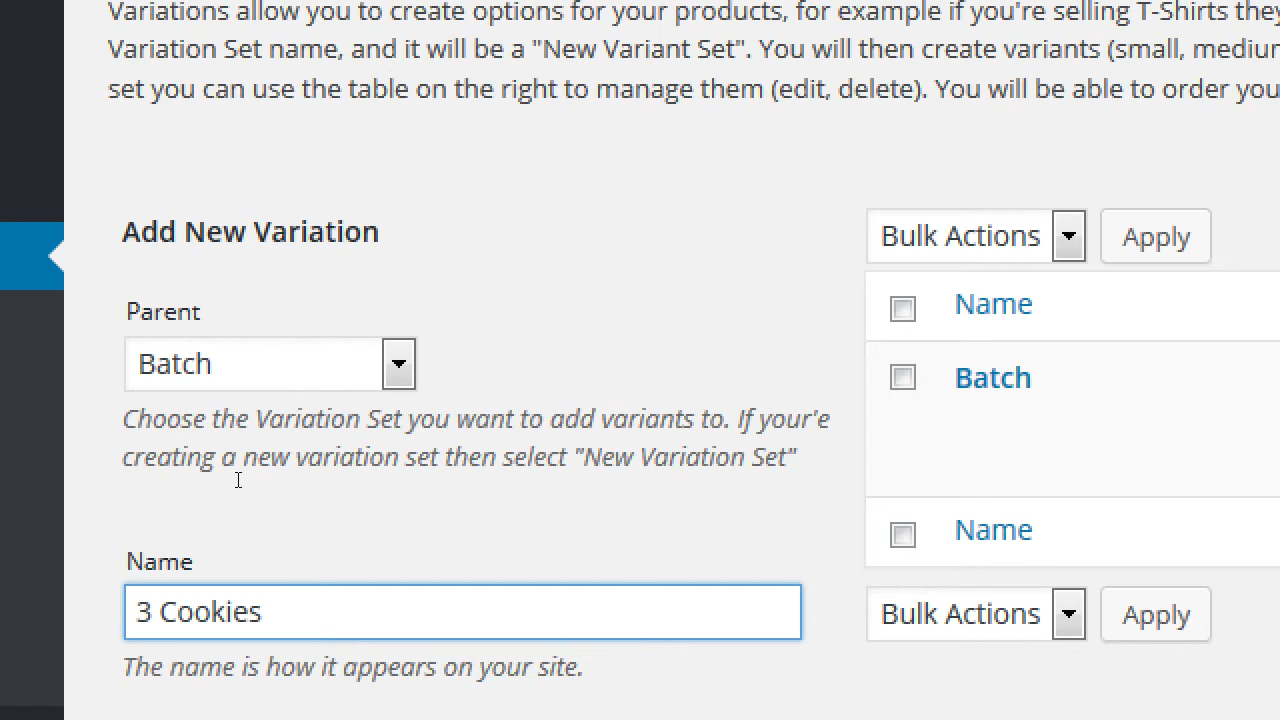 Variations allow you to create options for your products, for example if you're selling T-Shirts they
Variation Set name, and it will be a "New Variant Set". You will then create variants (small, medium
set you can use the table on the right to manage them (edit, delete). You will be able to order you
Add New Variation
Parent
Batch
Choose the Variation Set you want to add variants to. If your'e
creating a new variation set then select "New Variation Set"
Name
3 Cookies
The name is how it appears on your site.
Bulk Actions Apply
Name
Batch
Name
Bulk Actions Apply